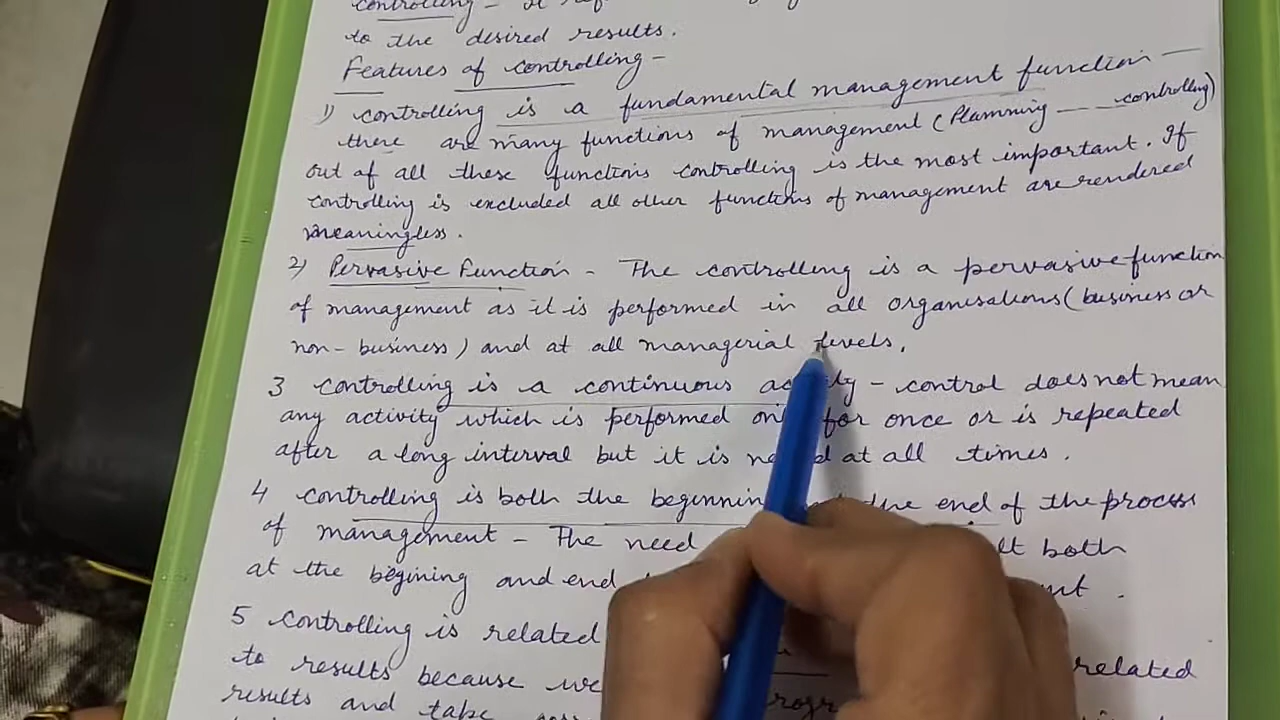 controlling - It
to the desired results.
Features of controlling -
1) controlling is a fundamental management function -
there are many functions of management (Planning _ _ controlling)
out of all these functions controlling is the most important. If
controlling is excluded all other functions of management are rendered
meaningless.
2) Pervasive Function - The controlling is a pervasive function
of management as it is performed in all organisations (business or
non-business) and at all managerial levels.
3 controlling is a continuous - control does not mean
any activity which is performed for once or is repeated
after a long interval but it is at all times.
4 controlling is both the the end of the process
of management - The need both
at the begining and end
5 controlling is related
to results because we related
results and take